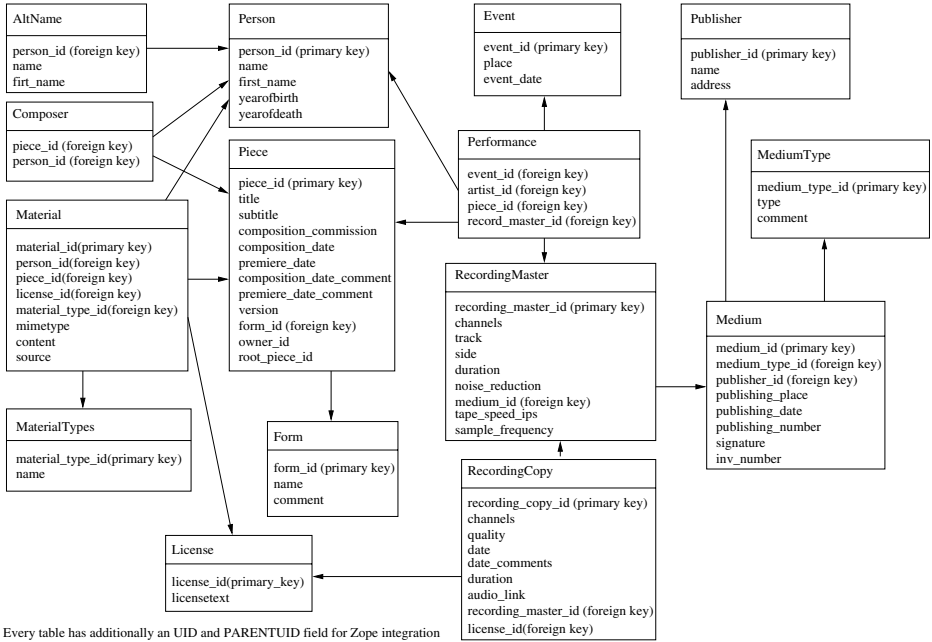 AltName
person_id (foreign key)
name
firt_name
Person
person_id (primary key)
name
first_name
yearofbirth
yearofdeath
Event
event_id (primary key)
place
event_date
Publisher
publisher_id (primary key)
name
address
Composer
piece_id (foreign key)
person_id (foreign key)
Piece
piece_id (primary key)
title
subtitle
composition_commission
composition_date
premiere_date
composition_date_comment
premiere_date_comment
version
form_id (foreign key)
owner_id
root_piece_id
Performance
event_id (foreign key)
artist_id (foreign key)
piece_id (foreign key)
record_master_id (foreign key)
MediumType
medium_type_id (primary key)
type
comment
Material
material_id(primary key)
person_id(foreign key)
piece_id(foreign key)
license_id(foreign key)
material_type_id(foreign key)
mimetype
content
source
RecordingMaster
recording_master_id (primary key)
channels
track
side
duration
noise_reduction
medium_id (foreign key)
tape_speed_ips
sample_frequency
Medium
medium_id (primary key)
medium_type_id (foreign key)
publisher_id (foreign key)
publishing_place
publishing_date
publishing_number
signature
inv_number
MaterialTypes
material_type_id(primary key)
name
Form
form_id (primary key)
name
comment
RecordingCopy
recording_copy_id (primary key)
channels
quality
date
date_comments
duration
audio_link
recording_master_id (foreign key)
license_id(foreign key)
License
license_id(primary_key)
licensetext
Every table has additionally an UID and PARENTUID field for Zope integration